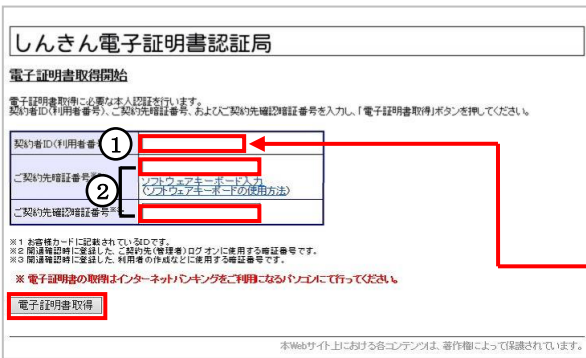 しんきん電子証明書認証局
電子証明書取得開始
電子証明書取得に必要な本人認証を行います。
契約者ID(利用者番号)、ご契約先暗証番号、およびご契約先確認暗証番号を入力し、「電子証明書取得」ボタンを押してください。
契約者ID(利用者番 ①
ご契約先暗証番号
ソフトウェアキーボード入力
(ソフトウェアキーボードの使用方法)
②
ご契約先確認暗証番号
※1 お客様カードに記載されているIDです。
※2 開通確認時に登録した、ご契約先(管理者)ログオンに使用する暗証番号です。
※3 開通確認時に登録した、利用者の作成などに使用する暗証番号です。
※ 電子証明書の取得はインターネットバンキングをご利用になるパソコンにて行ってください。
電子証明書取得
本Webサイト上における各コンテンツは、著作権によって保護されています。